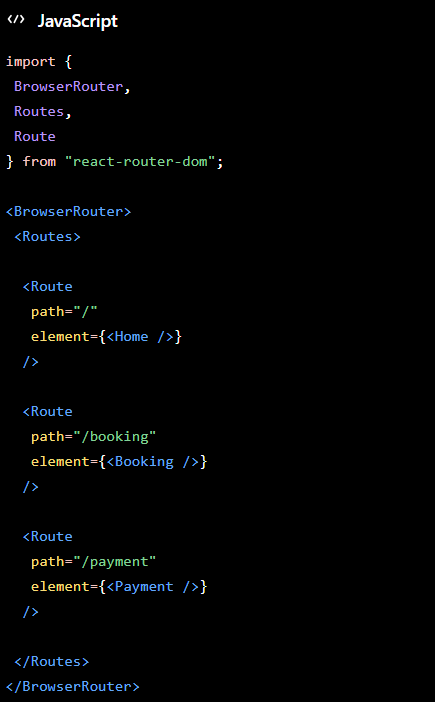 </> JavaScript
import {
 BrowserRouter,
 Routes,
 Route
} from "react-router-dom";
<BrowserRouter>
 <Routes>
  <Route
   path="/"
   element={<Home />}
  />
  <Route
   path="/booking"
   element={<Booking />}
  />
  <Route
   path="/payment"
   element={<Payment />}
  />
 </Routes>
</BrowserRouter>